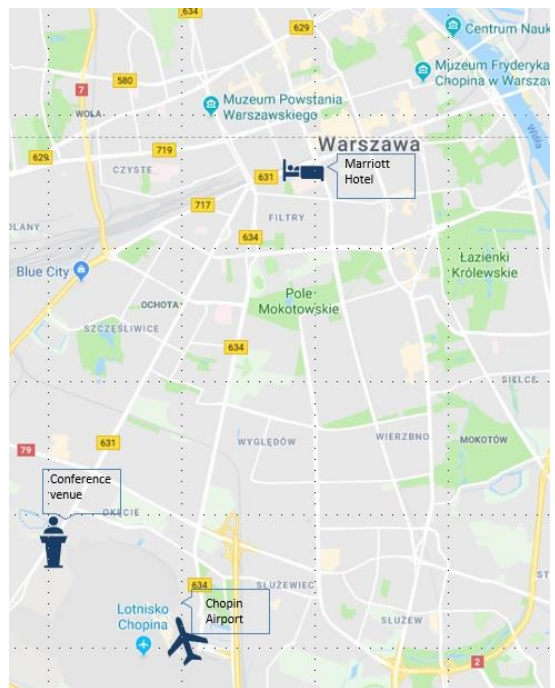 634
629
Centrum Nauk
7
580
Muzeum Fryderyka
Chopina w Warszaw
Muzeum Powstania
Warszawskiego
WOLA
Wisła
Warszawa
629
719
CZYSTE
631
Marriott
Hotel
717
FILTRY
OLANY
634
Łazienki
Królewskie
Blue City
Pole
Mokotowskie
OCHOTA
SZCZĘŚLIWICE
634
SIELCE
WYGLĘDÓW
WIERZBNO
MOKOTÓW
631
79
Conference
venue
OKĘCIE
634
SŁUŻEWIEC
ST
Chopin
Airport
Lotnisko
Chopina
SŁUŻEW
2